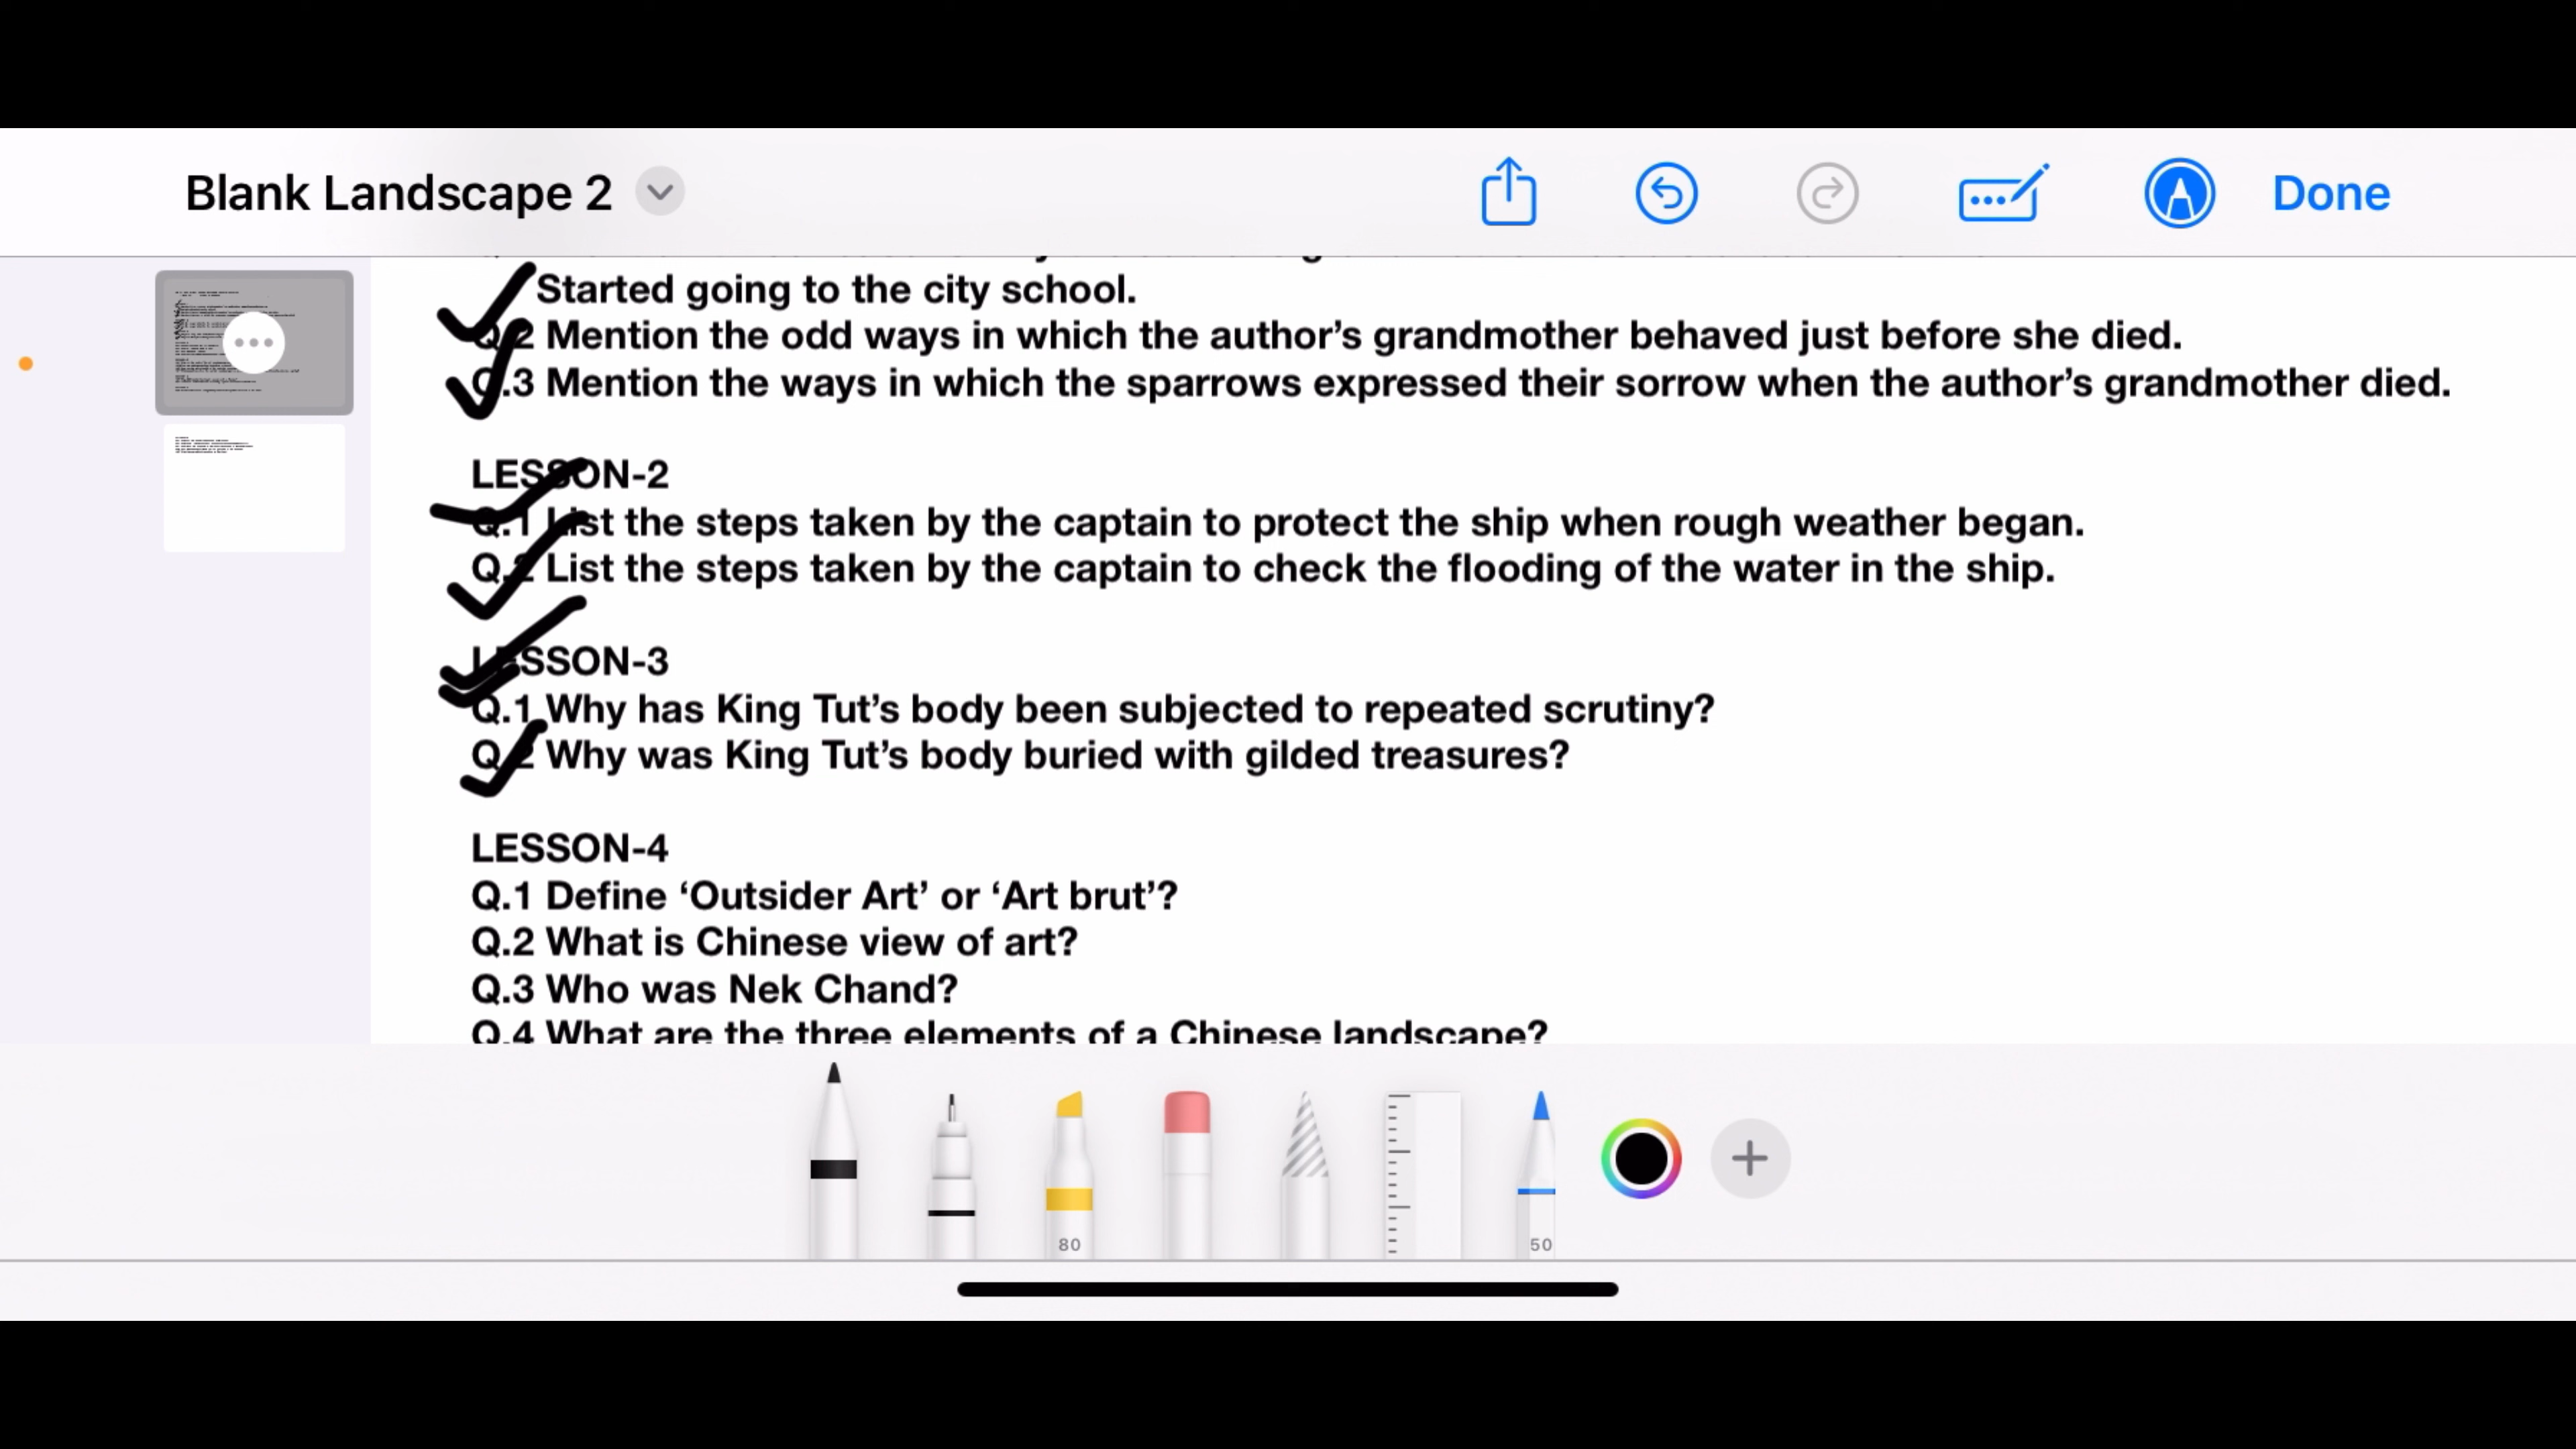 Blank Landscape 2
Done
Started going to the city school.
Q.2 Mention the odd ways in which the author's grandmother behaved just before she died.
Q.3 Mention the ways in which the sparrows expressed their sorrow when the author's grandmother died.
LESSON-2
Q.1 List the steps taken by the captain to protect the ship when rough weather began.
Q.2 List the steps taken by the captain to check the flooding of the water in the ship.
LESSON-3
Q.1 Why has King Tut's body been subjected to repeated scrutiny?
Q.2 Why was King Tut's body buried with gilded treasures?
LESSON-4
Q.1 Define ‘Outsider Art’ or ‘Art brut’?
Q.2 What is Chinese view of art?
Q.3 Who was Nek Chand?
Q.4 What are the three elements of a Chinese landscape?
80
50